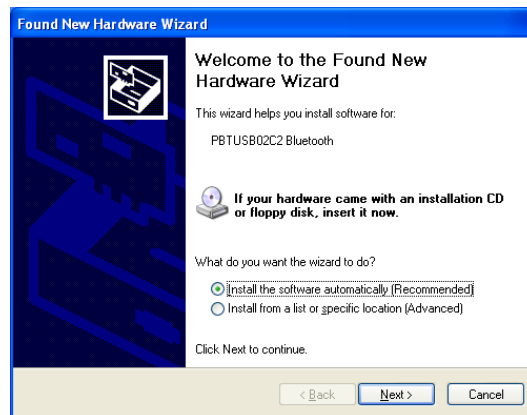 Found New Hardware Wizard
Welcome to the Found New
Hardware Wizard
This wizard helps you install software for:
PBTUSB02C2 Bluetooth
If your hardware came with an installation CD
or floppy disk, insert it now.
What do you want the wizard to do?
Install the software automatically (Recommended)
Install from a list or specific location (Advanced)
Click Next to continue.
< Back Next > Cancel